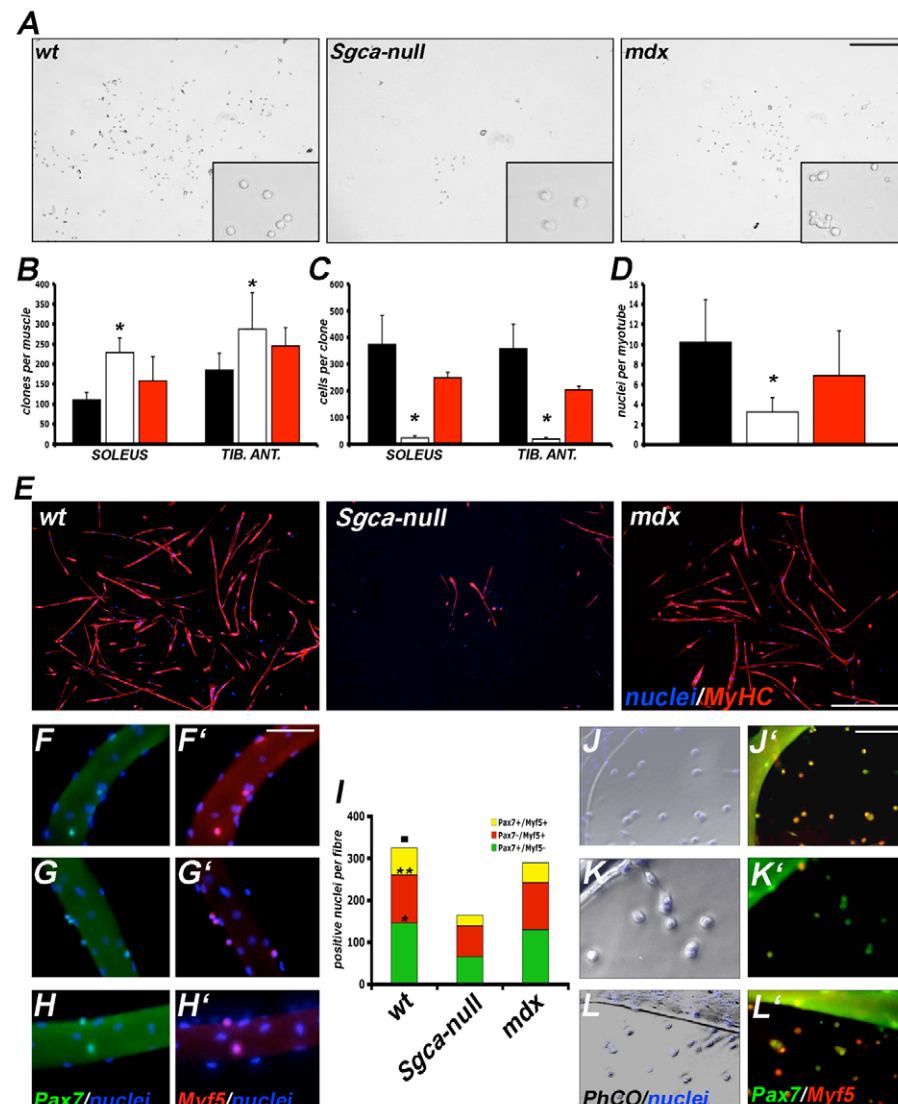 A
wt
Sgca-null
mdx
B
clones per muscle
400
350
300
250
200
150
100
50
0
*
*
SOLEUS
TIB. ANT.
C
cells per clone
600
500
400
300
200
100
0
*
*
SOLEUS
TIB. ANT.
D
nuclei per myotube
16
14
12
10
8
6
4
2
0
*
E
wt
Sgca-null
mdx
nuclei/MyHC
F
F'
G
G'
H
Pax7/nuclei
H'
Myf5/nuclei
I
positive nuclei per fibre
400
300
200
100
0
Pax7+/Myf5+
Pax7-/Myf5+
Pax7+/Myf5-
**
*
wt
Sgca-null
mdx
J
J'
K
K'
L
PhCO/nuclei
L'
Pax7/Myf5